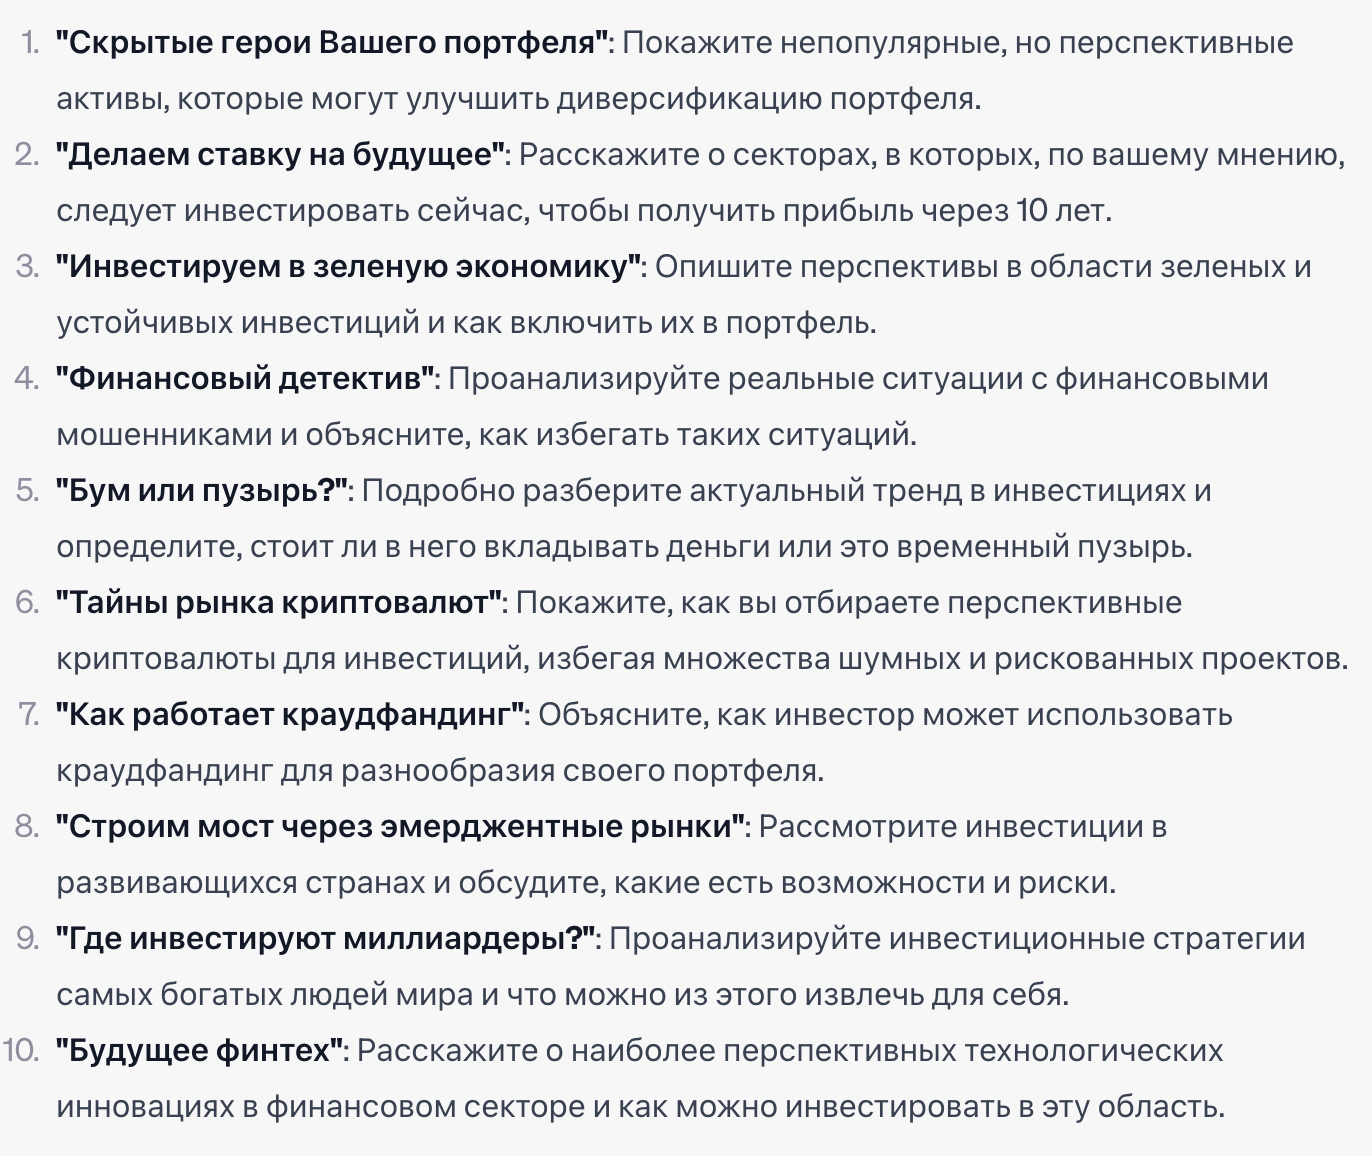 1. "Скрытые герои Вашего портфеля": Покажите непопулярные, но перспективные
активы, которые могут улучшить диверсификацию портфеля.
2. "Делаем ставку на будущее": Расскажите о секторах, в которых, по вашему мнению,
следует инвестировать сейчас, чтобы получить прибыль через 10 лет.
3. "Инвестируем в зеленую экономику": Опишите перспективы в области зеленых и
устойчивых инвестиций и как включить их в портфель.
4. "Финансовый детектив": Проанализируйте реальные ситуации с финансовыми
мошенниками и объясните, как избегать таких ситуаций.
5. "Бум или пузырь?": Подробно разберите актуальный тренд в инвестициях и
определите, стоит ли в него вкладывать деньги или это временный пузырь.
6. "Тайны рынка криптовалют": Покажите, как вы отбираете перспективные
криптовалюты для инвестиций, избегая множества шумных и рискованных проектов.
7. "Как работает краудфандинг": Объясните, как инвестор может использовать
краудфандинг для разнообразия своего портфеля.
8. "Строим мост через эмерджентные рынки": Рассмотрите инвестиции в
развивающихся странах и обсудите, какие есть возможности и риски.
9. "Где инвестируют миллиардеры?": Проанализируйте инвестиционные стратегии
самых богатых людей мира и что можно из этого извлечь для себя.
10. "Будущее финтех": Расскажите о наиболее перспективных технологических
инновациях в финансовом секторе и как можно инвестировать в эту область.